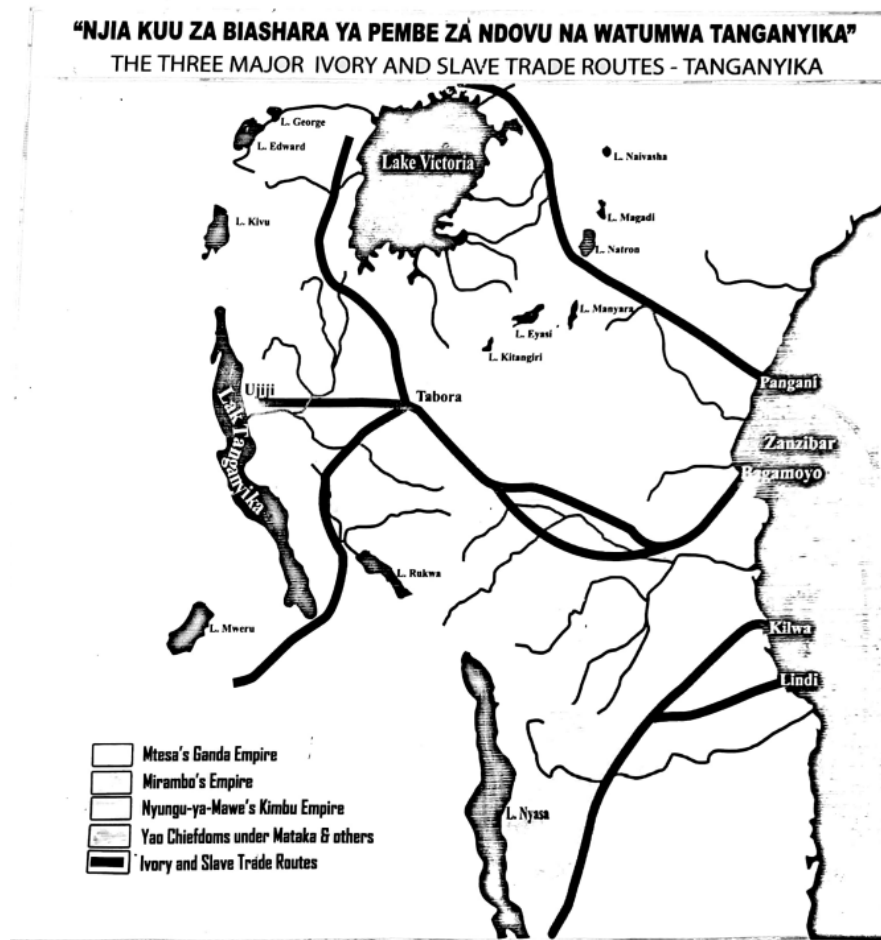 “NJIA KUU ZA BIASHARA YA PEMBE ZA NDOVU NA WATUMWA TANGANYIKA”
THE THREE MAJOR IVORY AND SLAVE TRADE ROUTES - TANGANYIKA
L. George
L. Edward
Lake Victoria
L. Naivasha
L. Kivu
L. Magadi
L. Natron
L. Manyara
L. Eyasi
L. Kitangiri
Pangani
Ujiji
Tabora
Lak Tanganyika
Zanzibar
Bagamoyo
L. Rukwa
L. Mweru
Kilwa
Lindi
L. Nyasa
Mtesa's Ganda Empire
Mirambo's Empire
Nyungu-ya-Mawe's Kimbu Empire
Yao Chiefdoms under Mataka & others
Ivory and Slave Trade Routes